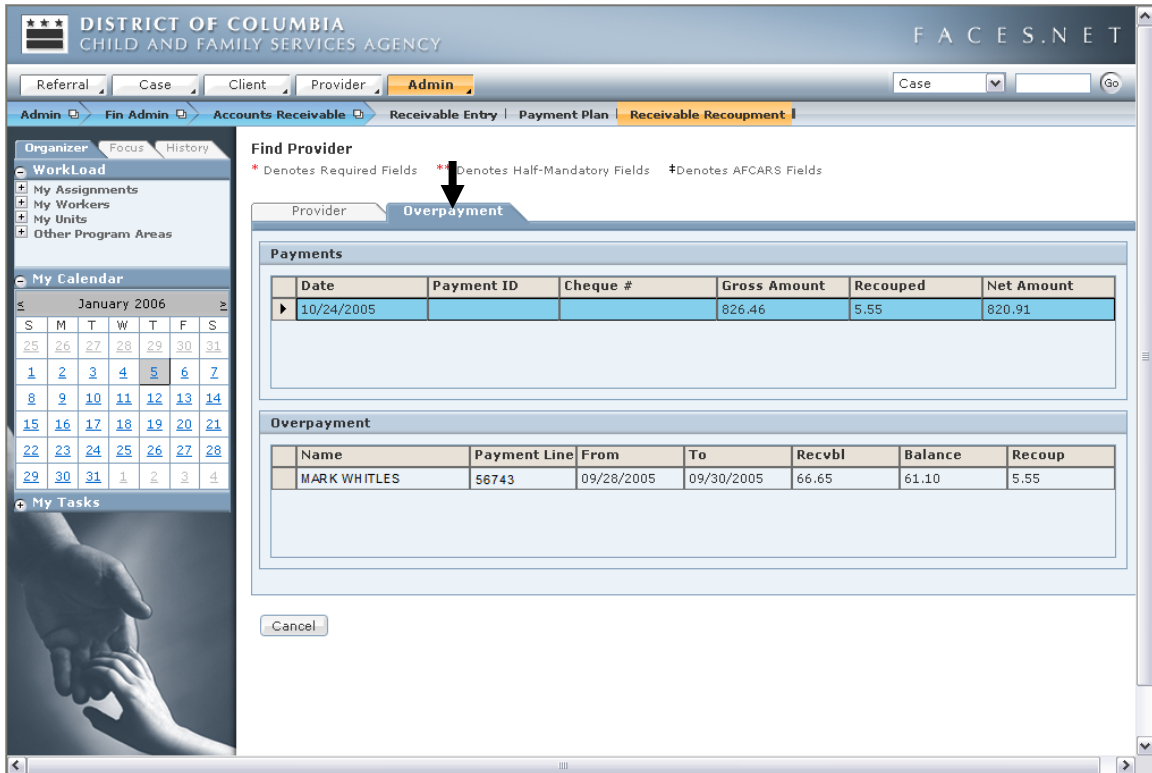 DISTRICT OF COLUMBIA
CHILD AND FAMILY SERVICES AGENCY
FACES.NET
Referral Case Client Provider Admin Case Go
Admin Fin Admin Accounts Receivable Receivable Entry | Payment Plan | Receivable Recoupment
Organizer Focus History
WorkLoad
My Assignments
My Workers
My Units
Other Program Areas
My Calendar
< January 2006 >
S M T W T F S
25 26 27 28 29 30 31
1 2 3 4 5 6 7
8 9 10 11 12 13 14
15 16 17 18 19 20 21
22 23 24 25 26 27 28
29 30 31 1 2 3 4
My Tasks
Find Provider
* Denotes Required Fields ** Denotes Half-Mandatory Fields ‡Denotes AFCARS Fields
Provider Overpayment
Payments
Date Payment ID Cheque # Gross Amount Recouped Net Amount
10/24/2005 826.46 5.55 820.91
Overpayment
Name Payment Line From To Recvbl Balance Recoup
MARK WHITLES 56743 09/28/2005 09/30/2005 66.65 61.10 5.55
Cancel